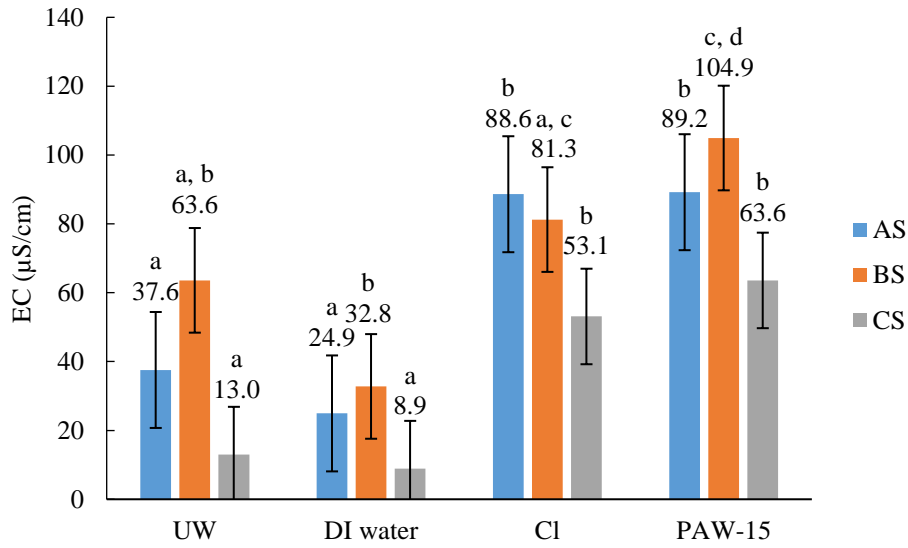 140
120
100
80
60
40
20
0
EC (µS/cm)
a
37.6
a, b
63.6
a
13.0
a
24.9
b
32.8
a
8.9
b
88.6
a, c
81.3
b
53.1
b
89.2
c, d
104.9
b
63.6
UW
DI water
Cl
PAW-15
AS
BS
CS